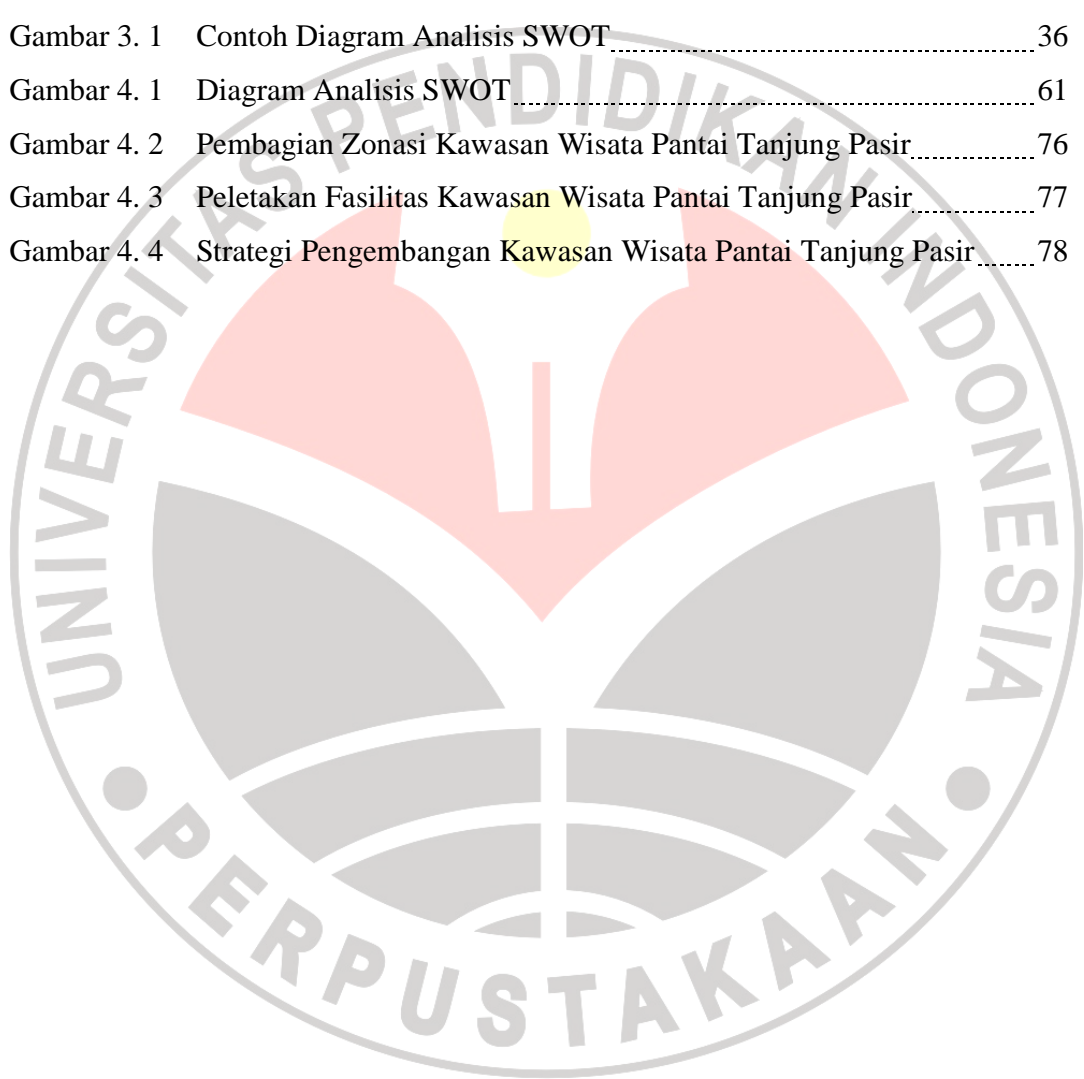 Gambar 3. 1 Contoh Diagram Analisis SWOT 36
Gambar 4. 1 Diagram Analisis SWOT 61
Gambar 4. 2 Pembagian Zonasi Kawasan Wisata Pantai Tanjung Pasir 76
Gambar 4. 3 Peletakan Fasilitas Kawasan Wisata Pantai Tanjung Pasir 77
Gambar 4. 4 Strategi Pengembangan Kawasan Wisata Pantai Tanjung Pasir 78
UNIVERSITAS PENDIDIKAN INDONESIA
PERPUSTAKAAN